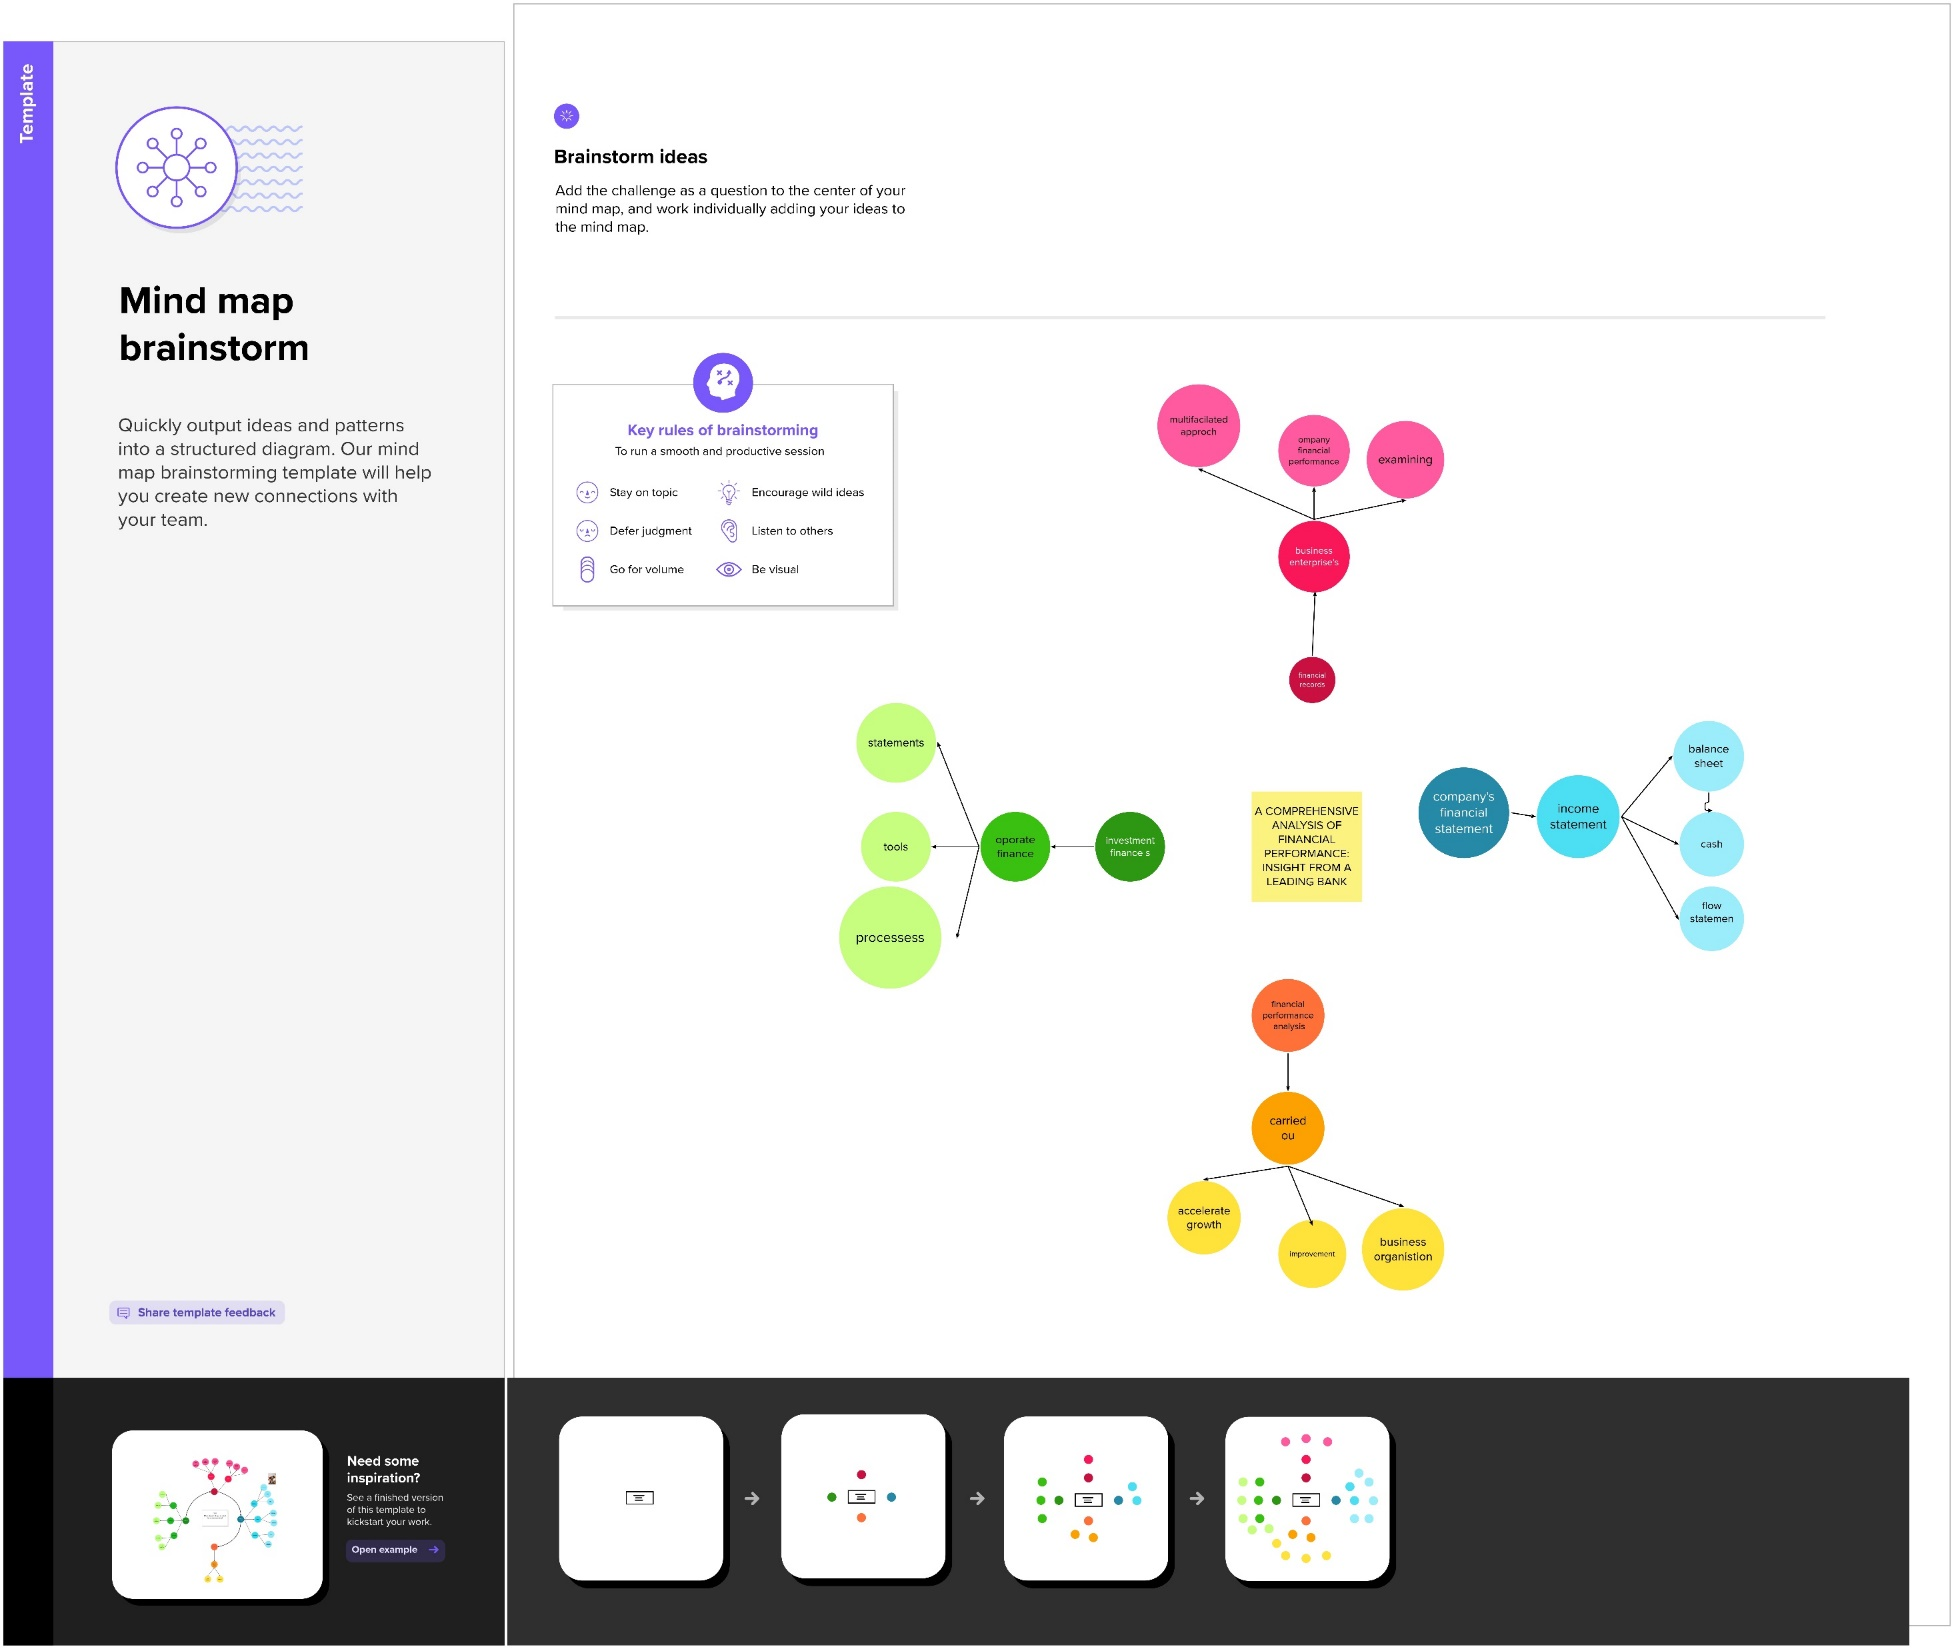 Template
Mind map
brainstorm
Quickly output ideas and patterns
into a structured diagram. Our mind
map brainstorming template will help
you create new connections with
your team.
Share template feedback
Need some
inspiration?
See a finished version
of this template to
kickstart your work.
Open example
Brainstorm ideas
Add the challenge as a question to the center of your
mind map, and work individually adding your ideas to
the mind map.
Key rules of brainstorming
To run a smooth and productive session
Stay on topic
Encourage wild ideas
Defer judgment
Listen to others
Go for volume
Be visual
multifacilated
approch
ompany
financial
performance
examining
business
enterprise's
financial
records
statements
tools
processess
oporate
finance
investment
finance s
A COMPREHENSIVE
ANALYSIS OF
FINANCIAL
PERFORMANCE:
INSIGHT FROM A
LEADING BANK
company's
financial
statement
income
statement
balance
sheet
cash
flow
statemen
financial
performance
analysis
carried
ou
accelerate
growth
improvement
business
organistion